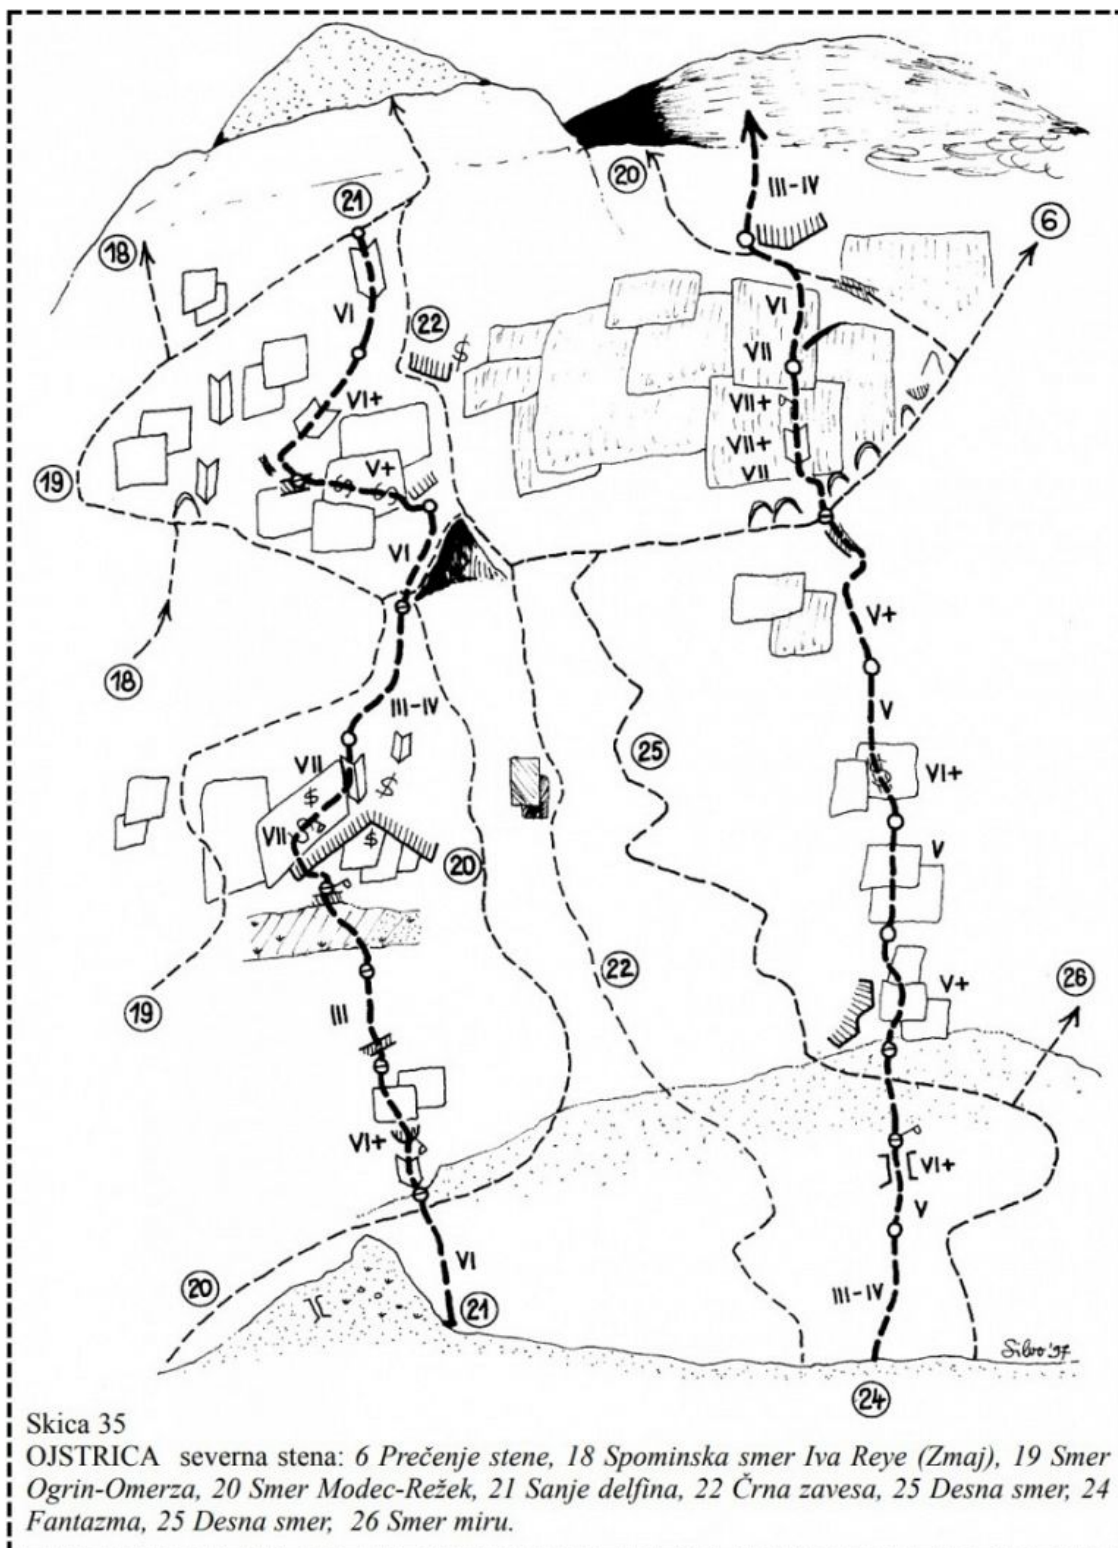 21
20
III-IV
6
18
VI
VI
22
$
VII
VI+
VII+
VII+
V+
VII
19
VI
V+
18
III-IV
V
25
VII
$
$
VI+
VII
$
V
20
22
V+
26
19
III
VI+
VI+
V
VI
20
21
III-IV
Silvo '97
24
Skica 35
OJSTRICA severna stena: 6 Prečenje stene, 18 Spominska smer Iva Reye (Zmaj), 19 Smer
Ogrin-Omerza, 20 Smer Modec-Režek, 21 Sanje delfina, 22 Črna zavesa, 25 Desna smer, 24
Fantazma, 25 Desna smer, 26 Smer miru.